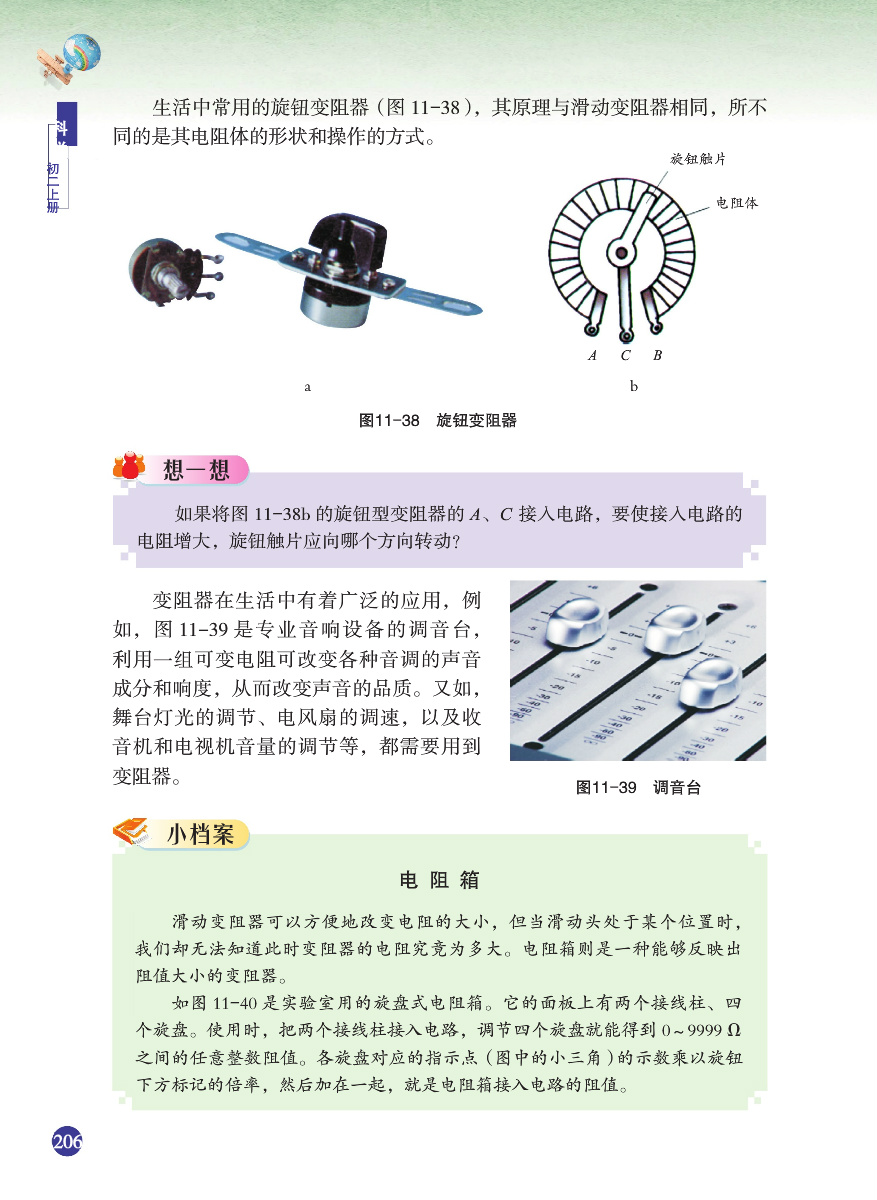 科
初二上册
生活中常用的旋钮变阻器（图 11-38），其原理与滑动变阻器相同，所不
同的是其电阻体的形状和操作的方式。
旋钮触片
电阻体
A C B
a b
图11-38 旋钮变阻器
想一想
如果将图 11-38b 的旋钮型变阻器的 A、C 接入电路，要使接入电路的
电阻增大，旋钮触片应向哪个方向转动？
变阻器在生活中有着广泛的应用，例
如，图 11-39 是专业音响设备的调音台，
利用一组可变电阻可改变各种音调的声音
成分和响度，从而改变声音的品质。又如，
舞台灯光的调节、电风扇的调速，以及收
音机和电视机音量的调节等，都需要用到
变阻器。
图11-39 调音台
小档案
电阻箱
滑动变阻器可以方便地改变电阻的大小，但当滑动头处于某个位置时，
我们却无法知道此时变阻器的电阻究竟为多大。电阻箱则是一种能够反映出
阻值大小的变阻器。
如图 11-40 是实验室用的旋盘式电阻箱。它的面板上有两个接线柱、四
个旋盘。使用时，把两个接线柱接入电路，调节四个旋盘就能得到 0~9999 Ω
之间的任意整数阻值。各旋盘对应的指示点（图中的小三角）的示数乘以旋钮
下方标记的倍率，然后加在一起，就是电阻箱接入电路的阻值。
206